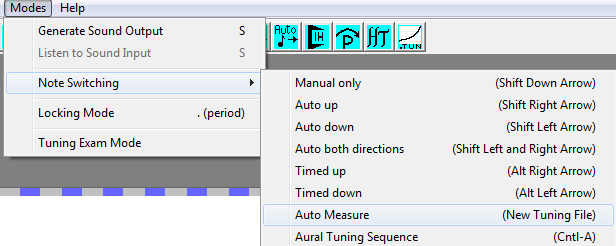 Modes Help
Generate Sound Output S
Listen to Sound Input S
Note Switching
Locking Mode . (period)
Tuning Exam Mode
Auto
IH
P
.TUN
Manual only (Shift Down Arrow)
Auto up (Shift Right Arrow)
Auto down (Shift Left Arrow)
Auto both directions (Shift Left and Right Arrow)
Timed up (Alt Right Arrow)
Timed down (Alt Left Arrow)
Auto Measure (New Tuning File)
Aural Tuning Sequence (Cntl-A)